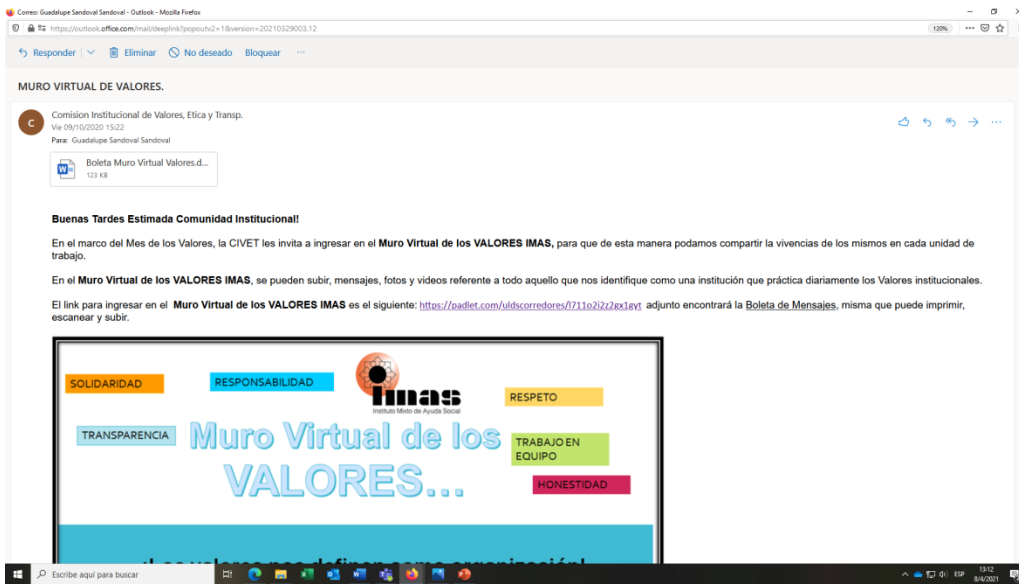 Correo: Guadalupe Sandoval Sandoval - Outlook - Mozilla Firefox
https://outlook.office.com/mail/deeplink?popoutv2=1&version=20210329003.12
120%
Responder
Eliminar
No deseado
Bloquear
MURO VIRTUAL DE VALORES.
C
Comision Institucional de Valores, Etica y Transp.
Vie 09/10/2020 15:22
Para: Guadalupe Sandoval Sandoval
Boleta Muro Virtual Valores.d...
123 KB
Buenas Tardes Estimada Comunidad Institucional!
En el marco del Mes de los Valores, la CIVET les invita a ingresar en el Muro Virtual de los VALORES IMAS, para que de esta manera podamos compartir la vivencias de los mismos en cada unidad de
trabajo.
En el Muro Virtual de los VALORES IMAS, se pueden subir, mensajes, fotos y videos referente a todo aquello que nos identifique como una institución que práctica diariamente los Valores institucionales.
El link para ingresar en el Muro Virtual de los VALORES IMAS es el siguiente: https://padlet.com/uldscorredores/l711o2i2z2gx1gyt adjunto encontrará la Boleta de Mensajes, misma que puede imprimir,
escanear y subir.
SOLIDARIDAD
RESPONSABILIDAD
imas
Instituto Mixto de Ayuda Social
RESPETO
TRANSPARENCIA
Muro Virtual de los
VALORES...
TRABAJO EN
EQUIPO
HONESTIDAD
Escribe aquí para buscar
ESP
13:12
8/4/2021